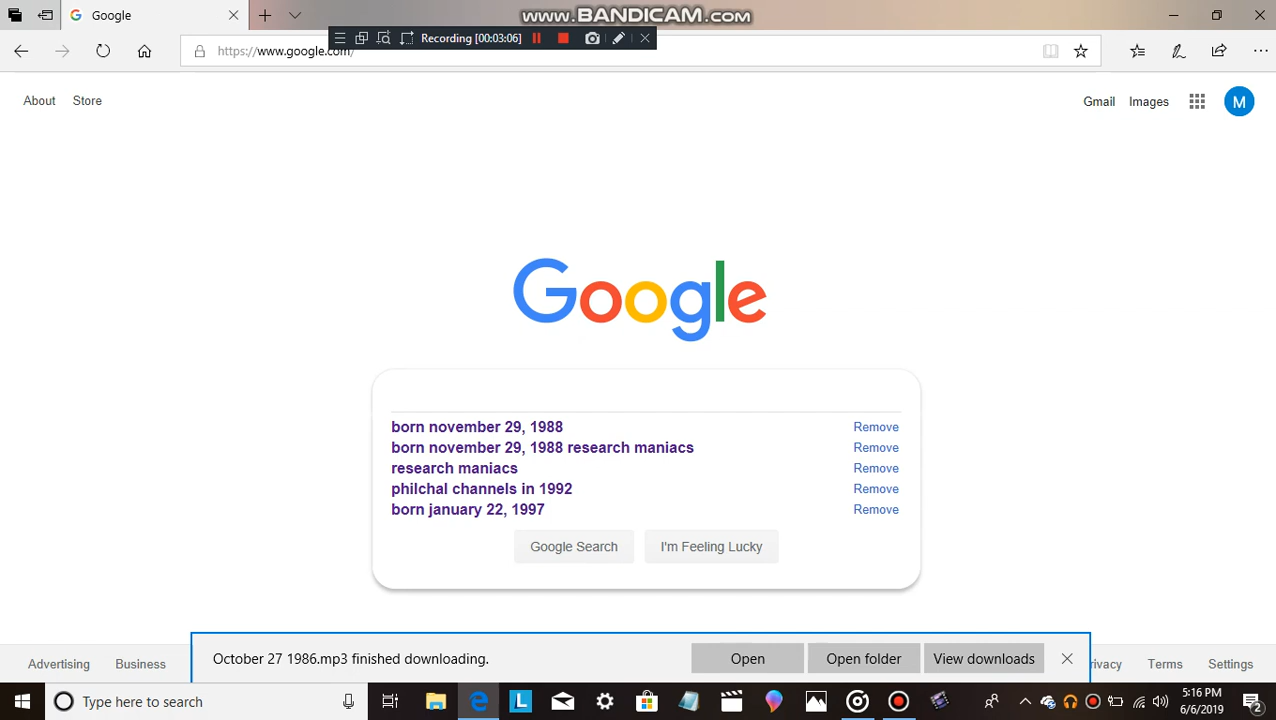 www.BANDICAM.com
Google
Recording [00:03:06]
https://www.google.com/
About Store
Gmail Images M
Google
born november 29, 1988 Remove
born november 29, 1988 research maniacs Remove
research maniacs Remove
philchal channels in 1992 Remove
born january 22, 1997 Remove
Google Search I'm Feeling Lucky
October 27 1986.mp3 finished downloading. Open Open folder View downloads
Advertising Business Terms Settings
Type here to search
L
:16 PM
6/6/2019
2